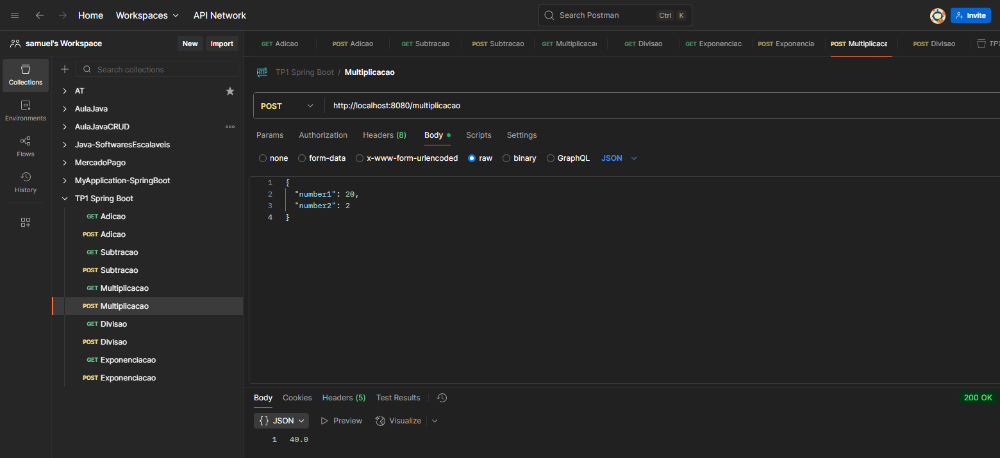 Home Workspaces API Network Search Postman Ctrl K Invite
samuel's Workspace New Import
GET Adicao POST Adicao GET Subtracao POST Subtracao GET Multiplicac GET Divisao GET Exponenciac POST Exponencia POST Multiplicaca POST Divisao TP1
Collections
Environments
Flows
History
Search collections
AT
AulaJava
AulaJavaCRUD
Java-SoftwaresEscalaveis
MercadoPago
MyApplication-SpringBoot
TP1 Spring Boot
GET Adicao
POST Adicao
GET Subtracao
POST Subtracao
GET Multiplicacao
POST Multiplicacao
GET Divisao
POST Divisao
GET Exponenciacao
POST Exponenciacao
HTTP TP1 Spring Boot / Multiplicacao
POST http://localhost:8080/multiplicacao
Params Authorization Headers (8) Body Scripts Settings
none form-data x-www-form-urlencoded raw binary GraphQL JSON
1 {
2 "number1": 20,
3 "number2": 2
4 }
Body Cookies Headers (5) Test Results 200 OK
{} JSON Preview Visualize
1 40.0